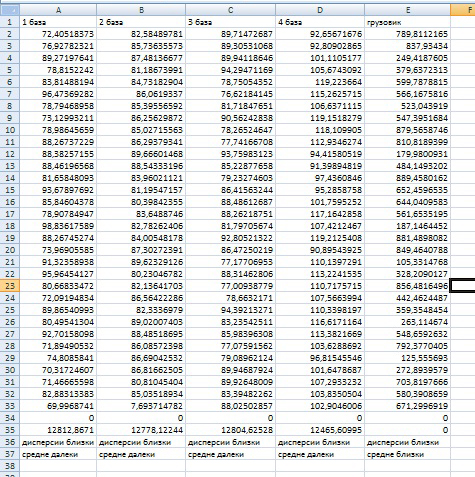 A B C D E F
1 1 база 2 база 3 база 4 база грузовик
2 72,40518373 82,58489781 89,71472687 92,65671676 789,8112165
3 76,92782321 85,73635573 89,30531068 92,80902865 837,93434
4 89,27197641 87,48136677 89,94118646 101,1105177 249,4187605
5 78,8152242 81,18673991 94,29471169 105,6743092 379,6372313
6 83,81488194 84,73182904 78,75054352 119,223664 599,7878815
7 96,47369282 86,0619337 76,62184145 115,2625715 566,1675816
8 78,79468958 85,39556592 81,71847651 106,6371115 523,043919
9 73,12993211 86,25629872 90,56242838 119,1518279 547,3951684
10 78,98645659 85,02715563 78,26524647 118,109905 879,5658746
11 88,26737229 86,29379341 77,74166708 112,9346274 810,8189399
12 88,38257155 89,66601468 93,77598123 94,41580519 179,9800931
13 88,46196568 88,54333196 85,22877658 91,39894819 484,1493202
14 81,65848093 83,96021121 79,23274603 97,4360846 889,4580162
15 93,67897692 81,19547157 86,41563244 95,2858758 652,4596535
16 85,84604378 80,39842355 88,48612687 101,7595252 644,0409583
17 78,90784947 83,6488746 88,26218751 117,1642858 561,6535195
18 98,83617589 82,78262406 81,79705674 107,4212467 187,1464452
19 88,26745274 84,00548178 92,80521322 119,2125408 881,4898082
20 73,96905585 87,30272391 86,47250219 90,89543925 849,4640788
21 91,32358938 89,62329126 77,17706953 110,1397291 105,3314768
22 95,96454127 80,23046782 88,31462806 113,2241535 328,2090127
23 80,66833472 82,13641703 77,00938779 110,7175715 856,4816496
24 72,09194834 86,56422286 78,6632171 107,5663994 442,4624487
25 89,86540993 82,3336979 94,39213271 110,3398197 359,3548454
26 80,49541304 89,02007403 83,23542511 116,6171164 263,114674
27 92,70158098 88,48518695 85,98396308 113,3821669 548,6592632
28 71,89490532 86,08572398 77,07591562 103,6288692 792,3770405
29 74,8085841 86,69042532 79,08962124 96,81545546 125,555693
30 70,31724607 86,81662505 89,94687924 101,6478687 272,8939579
31 71,46665598 80,81045404 89,92648009 107,2933232 703,8197666
32 82,88313383 85,03518934 83,39482262 103,8350504 580,3908659
33 69,9968741 7,693714782 88,02502857 102,9046006 671,2996919
34 0 0 0 0 0
35 12812,8671 12778,12244 12804,62528 12465,60995 0
36 дисперсии близки дисперсии близки дисперсии близки дисперсии близки дисперсии близки
37 средне далеки средне далеки средне далеки средне далеки средне далеки
38